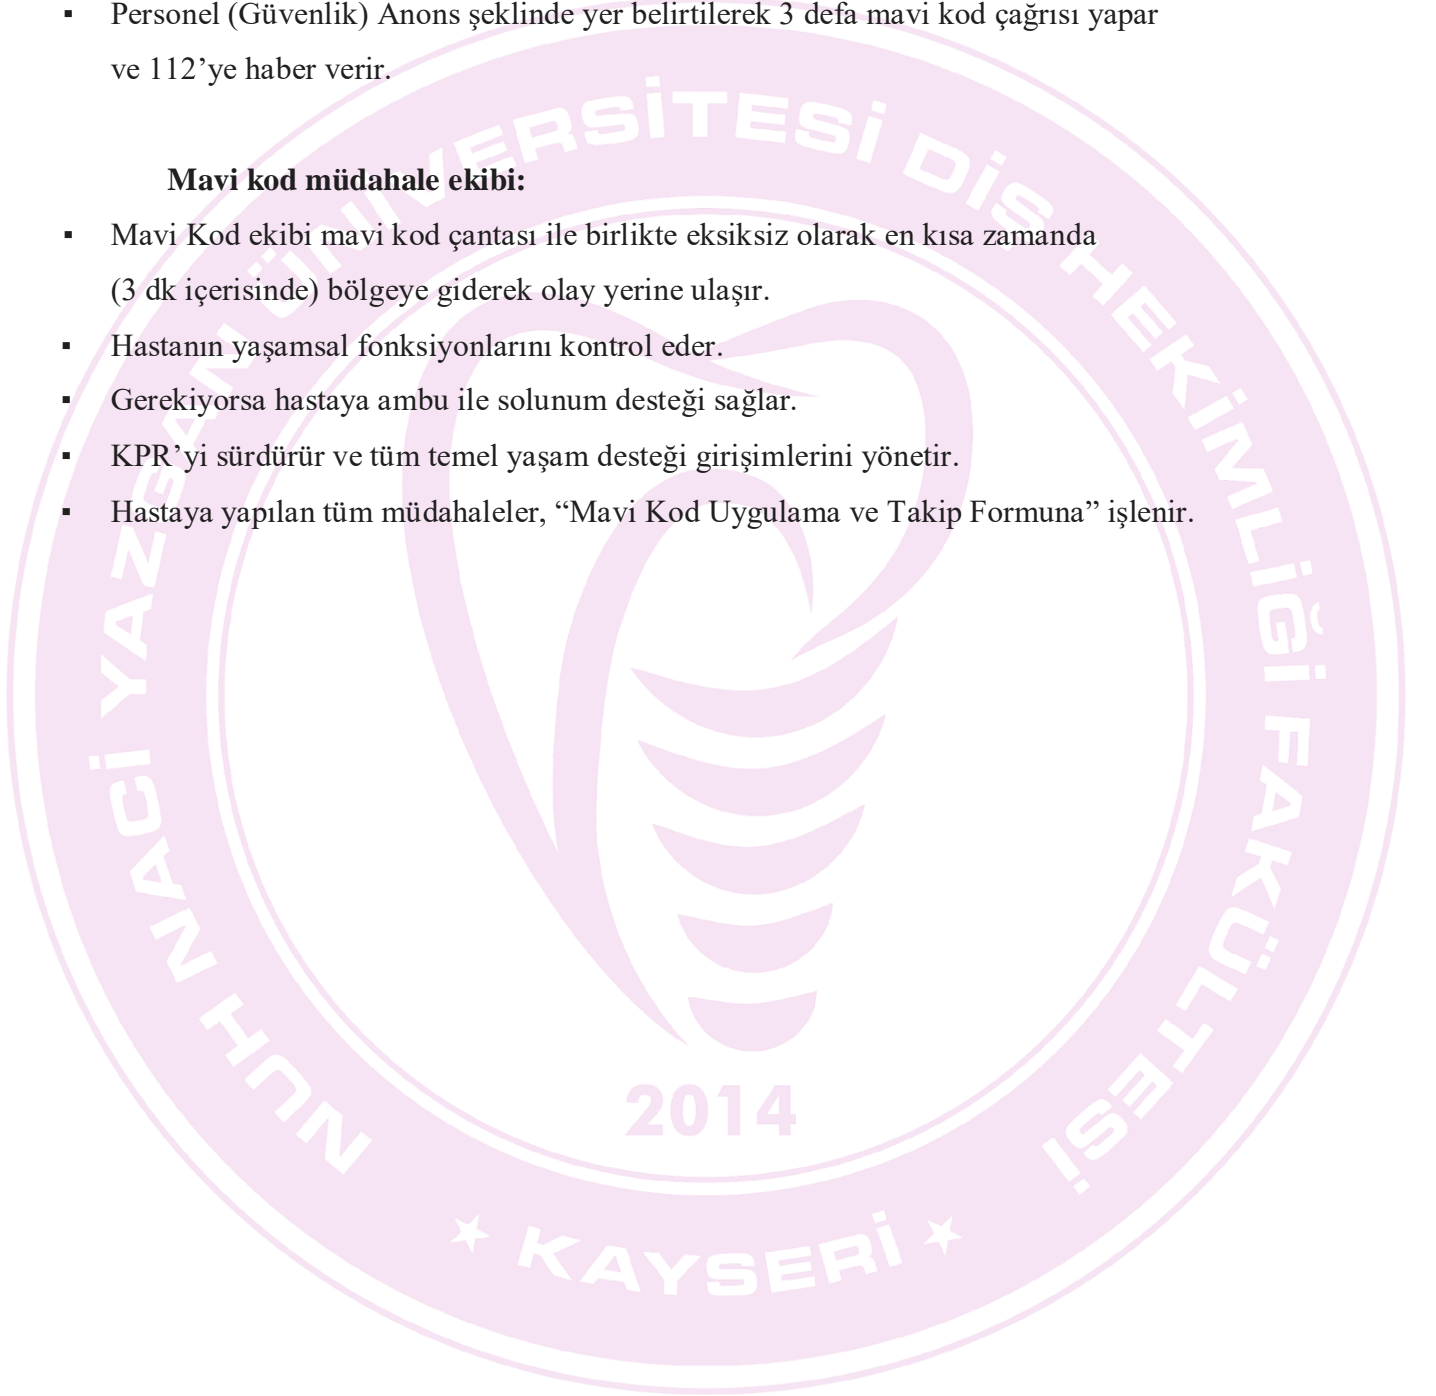 ▪ Personel (Güvenlik) Anons şeklinde yer belirtilerek 3 defa mavi kod çağrısı yapar
ve 112’ye haber verir.
Mavi kod müdahale ekibi:
▪ Mavi Kod ekibi mavi kod çantası ile birlikte eksiksiz olarak en kısa zamanda
(3 dk içerisinde) bölgeye giderek olay yerine ulaşır.
▪ Hastanın yaşamsal fonksiyonlarını kontrol eder.
▪ Gerekiyorsa hastaya ambu ile solunum desteği sağlar.
▪ KPR’yi sürdürür ve tüm temel yaşam desteği girişimlerini yönetir.
▪ Hastaya yapılan tüm müdahaleler, “Mavi Kod Uygulama ve Takip Formuna” işlenir.
NUH NACİ YAZGAN ÜNİVERSİTESİ DİŞ HEKİMLİĞİ FAKÜLTESİ
2014
KAYSERİ